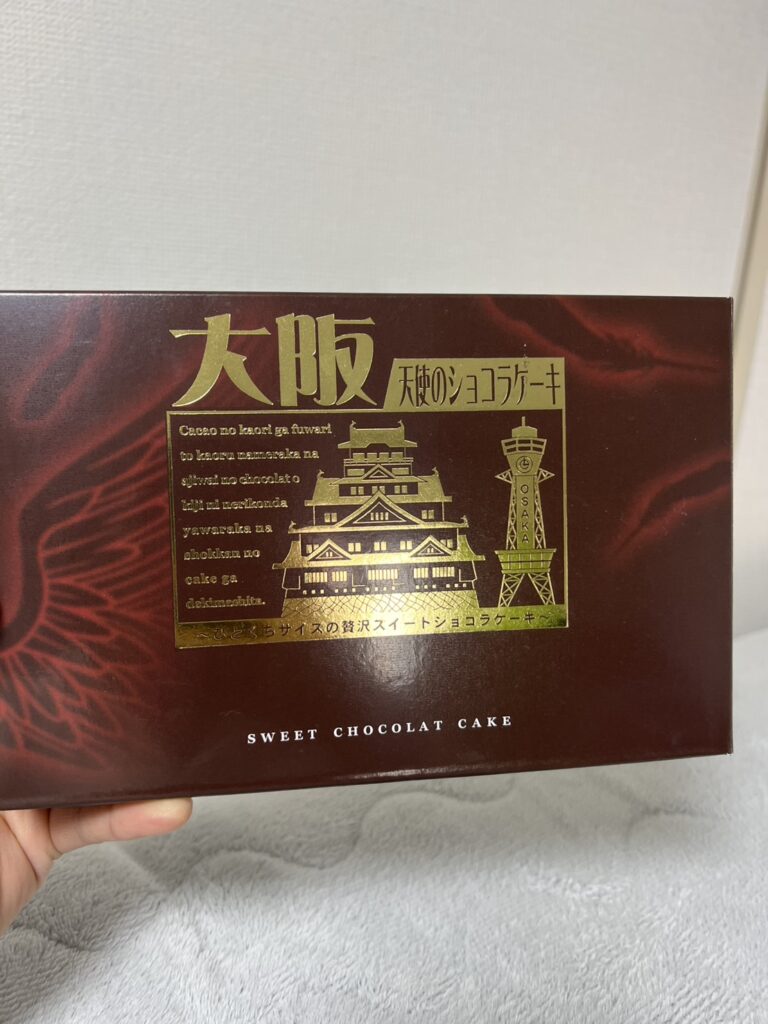 大阪
天使のショコラケーキ
Cacao no kaori ga fuwari
to kaoru nameraka na
ajiwai no chocolat o
kiji ni nerikonda
yawaraka na
shokkan no
cake ga
dekimashita.
OSAKA
～ひとくちサイズの贅沢スイートショコラケーキ～
SWEET CHOCOLAT CAKE